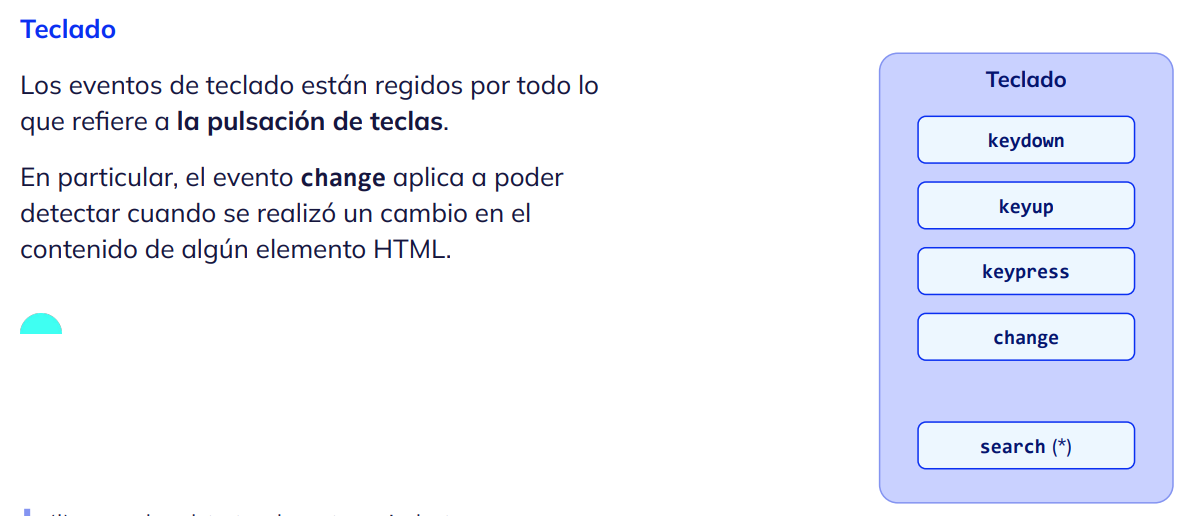 Teclado
Los eventos de teclado están regidos por todo lo
que refiere a la pulsación de teclas.
En particular, el evento change aplica a poder
detectar cuando se realizó un cambio en el
contenido de algún elemento HTML.
Teclado
keydown
keyup
keypress
change
search (*)